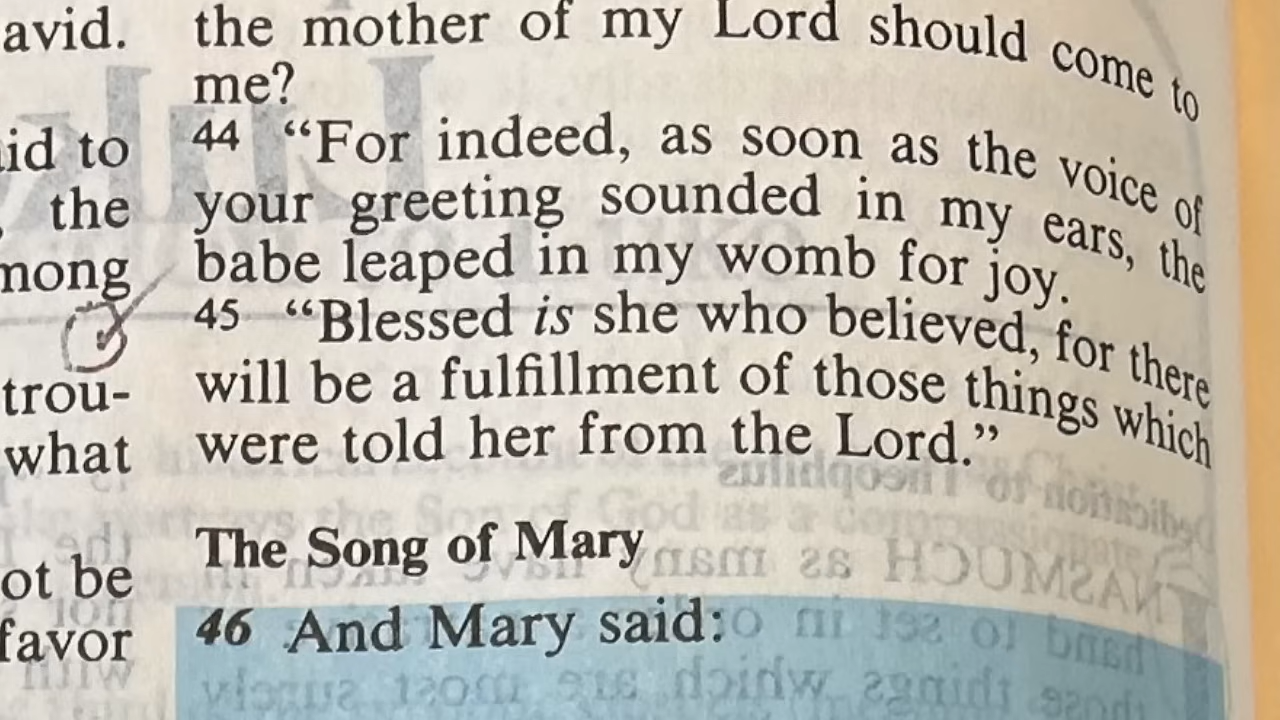 avid.
id to
the
mong
trou-
what
ot be
favor
the mother of my Lord should come to
me?
44 “For indeed, as soon as the voice of
your greeting sounded in my ears, the
babe leaped in my womb for joy.
45 “Blessed is she who believed, for there
will be a fulfillment of those things which
were told her from the Lord.”
The Song of Mary
46 And Mary said: